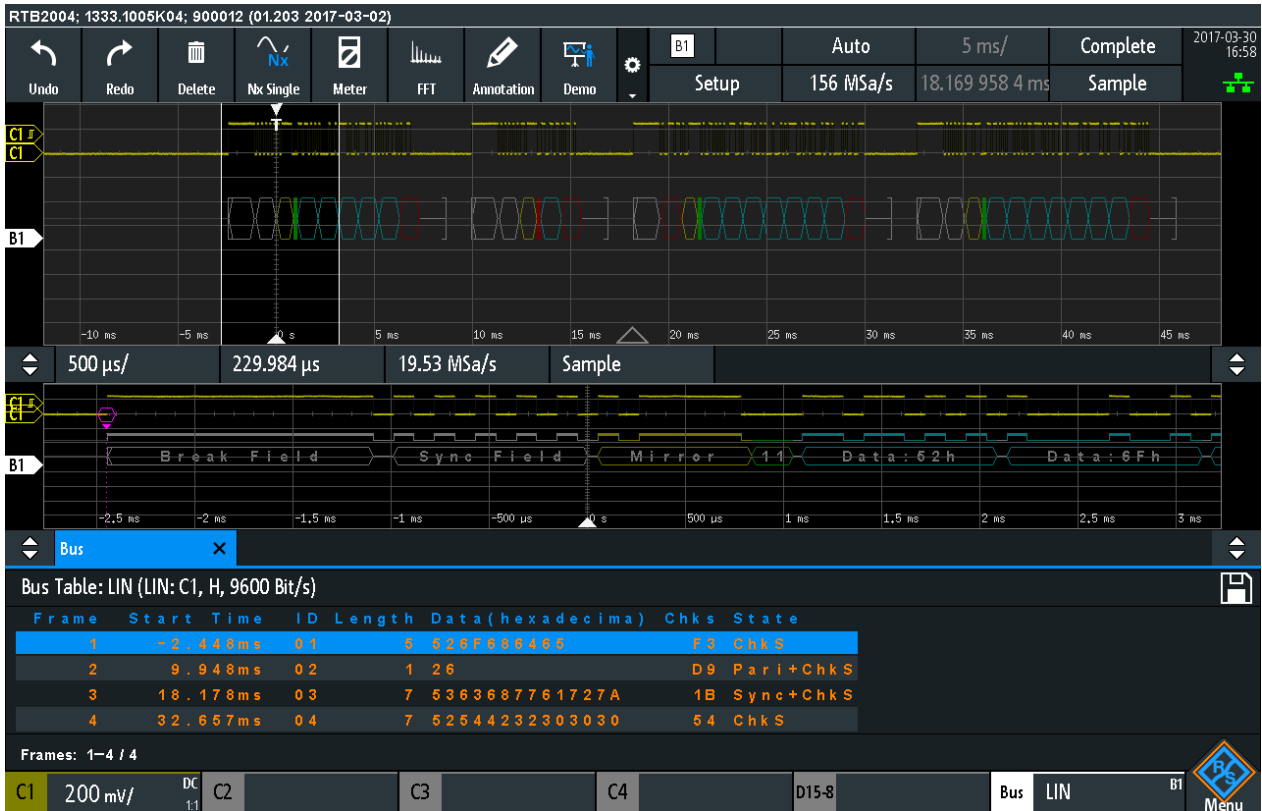 RTB2004; 1333.1005K04; 900012 (01.203 2017-03-02)
Undo Redo Delete Nx Single Meter FFT Annotation Demo
Nx
B1 Auto 5 ms/ Complete
2017-03-30
16:58
Setup 156 MSa/s 18.169 958 4 ms Sample
C1
T
C1
B1
-10 ms -5 ms 0 s 5 ms 10 ms 15 ms 20 ms 25 ms 30 ms 35 ms 40 ms 45 ms
500 µs/ 229.984 µs 19.53 MSa/s Sample
C1
B1 Break Field Sync Field Mirror 11 Data:52h Data:6Fh
-2.5 ms -2 ms -1.5 ms -1 ms -500 µs 0 s 500 µs 1 ms 1.5 ms 2 ms 2.5 ms 3 ms
Bus
Bus Table: LIN (LIN: C1, H, 9600 Bit/s)
Frame Start Time ID Length Data(hexadecima) Chks State
1 -2.448ms 01 5 526F686465 F3 ChkS
2 9.948ms 02 1 26 D9 Pari+ChkS
3 18.178ms 03 7 5363687761727A 1B Sync+ChkS
4 32.657ms 04 7 52544232303030 54 ChkS
Frames: 1-4 / 4
C1 200 mV/ DC 1:1 C2 C3 C4 D15-8 Bus LIN B1
R&S
Menu